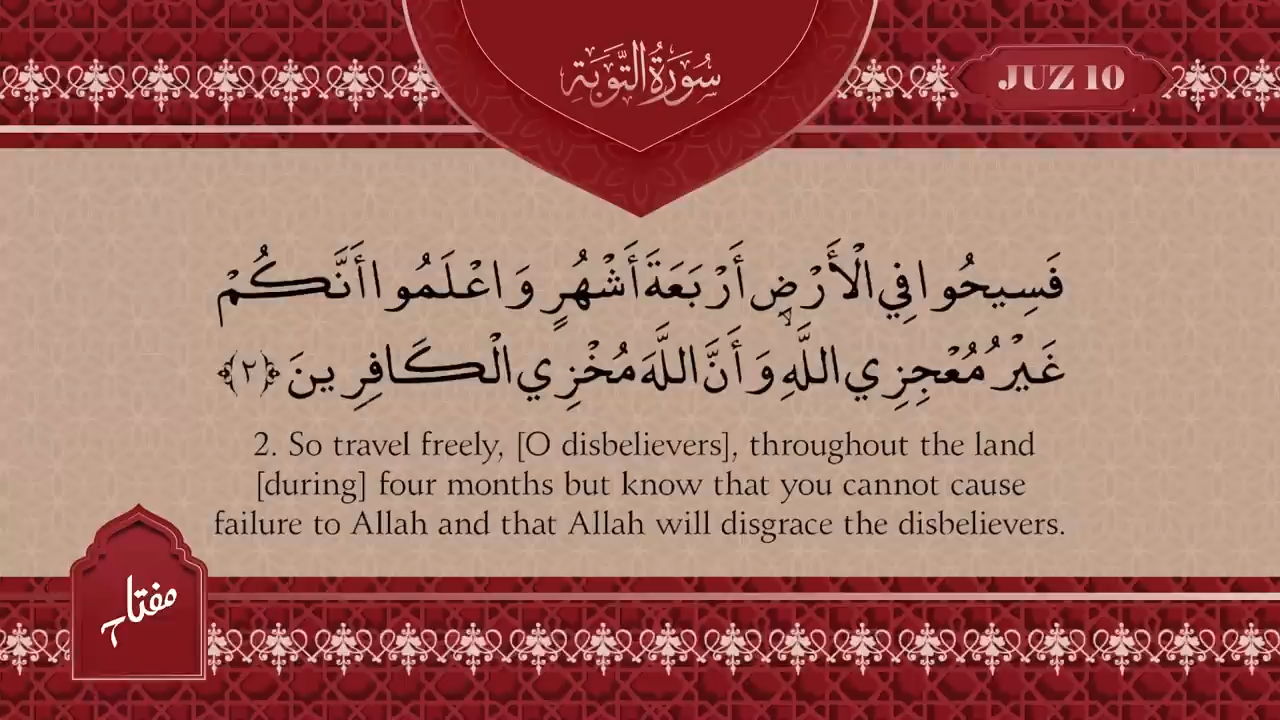 سُورَةُ التَّوْبَةِ
JUZ 10
فَسِيحُوا فِي الْأَرْضِ أَرْبَعَةَ أَشْهُرٍ وَاعْلَمُوا أَنَّكُمْ
غَيْرُ مُعْجِزِي اللَّهِ وَأَنَّ اللَّهَ مُخْزِي الْكَافِرِينَ ﴿٢﴾
2. So travel freely, [O disbelievers], throughout the land
[during] four months but know that you cannot cause
failure to Allah and that Allah will disgrace the disbelievers.
مفتاح